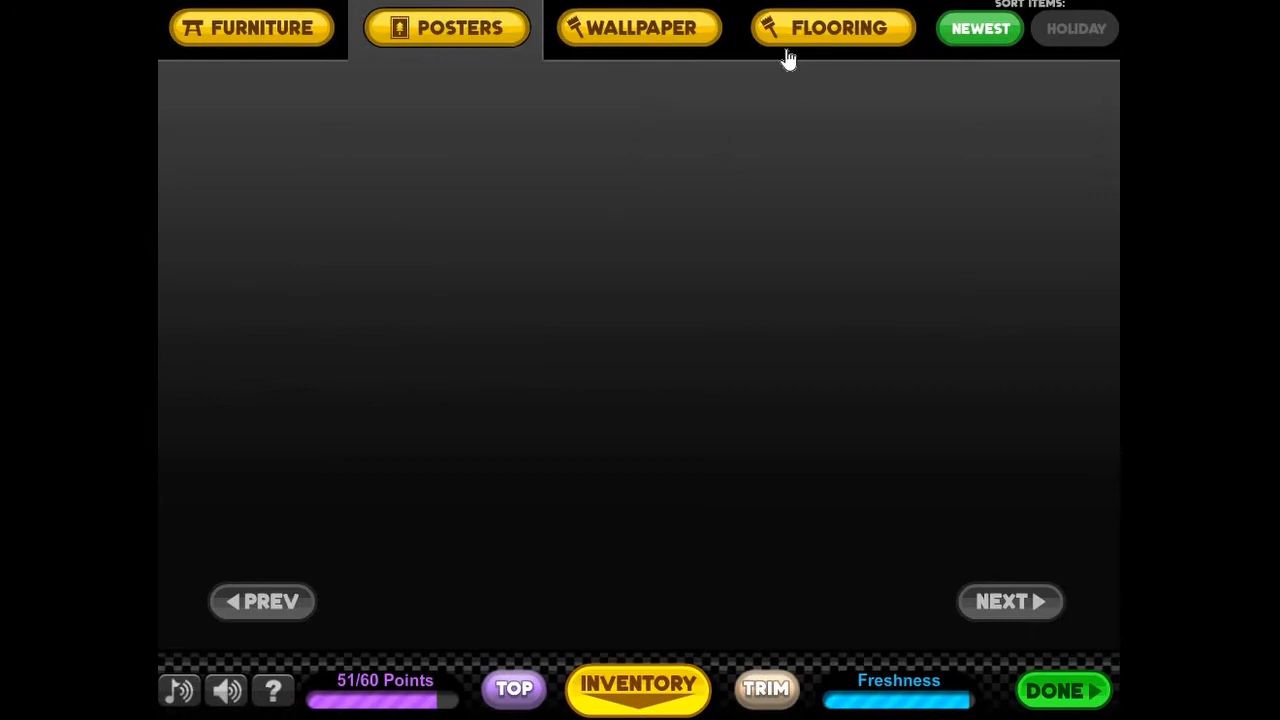 SORT ITEMS:
FURNITURE
POSTERS
WALLPAPER
FLOORING
NEWEST
HOLIDAY
PREV
NEXT
?
51/60 Points
TOP
INVENTORY
TRIM
Freshness
DONE